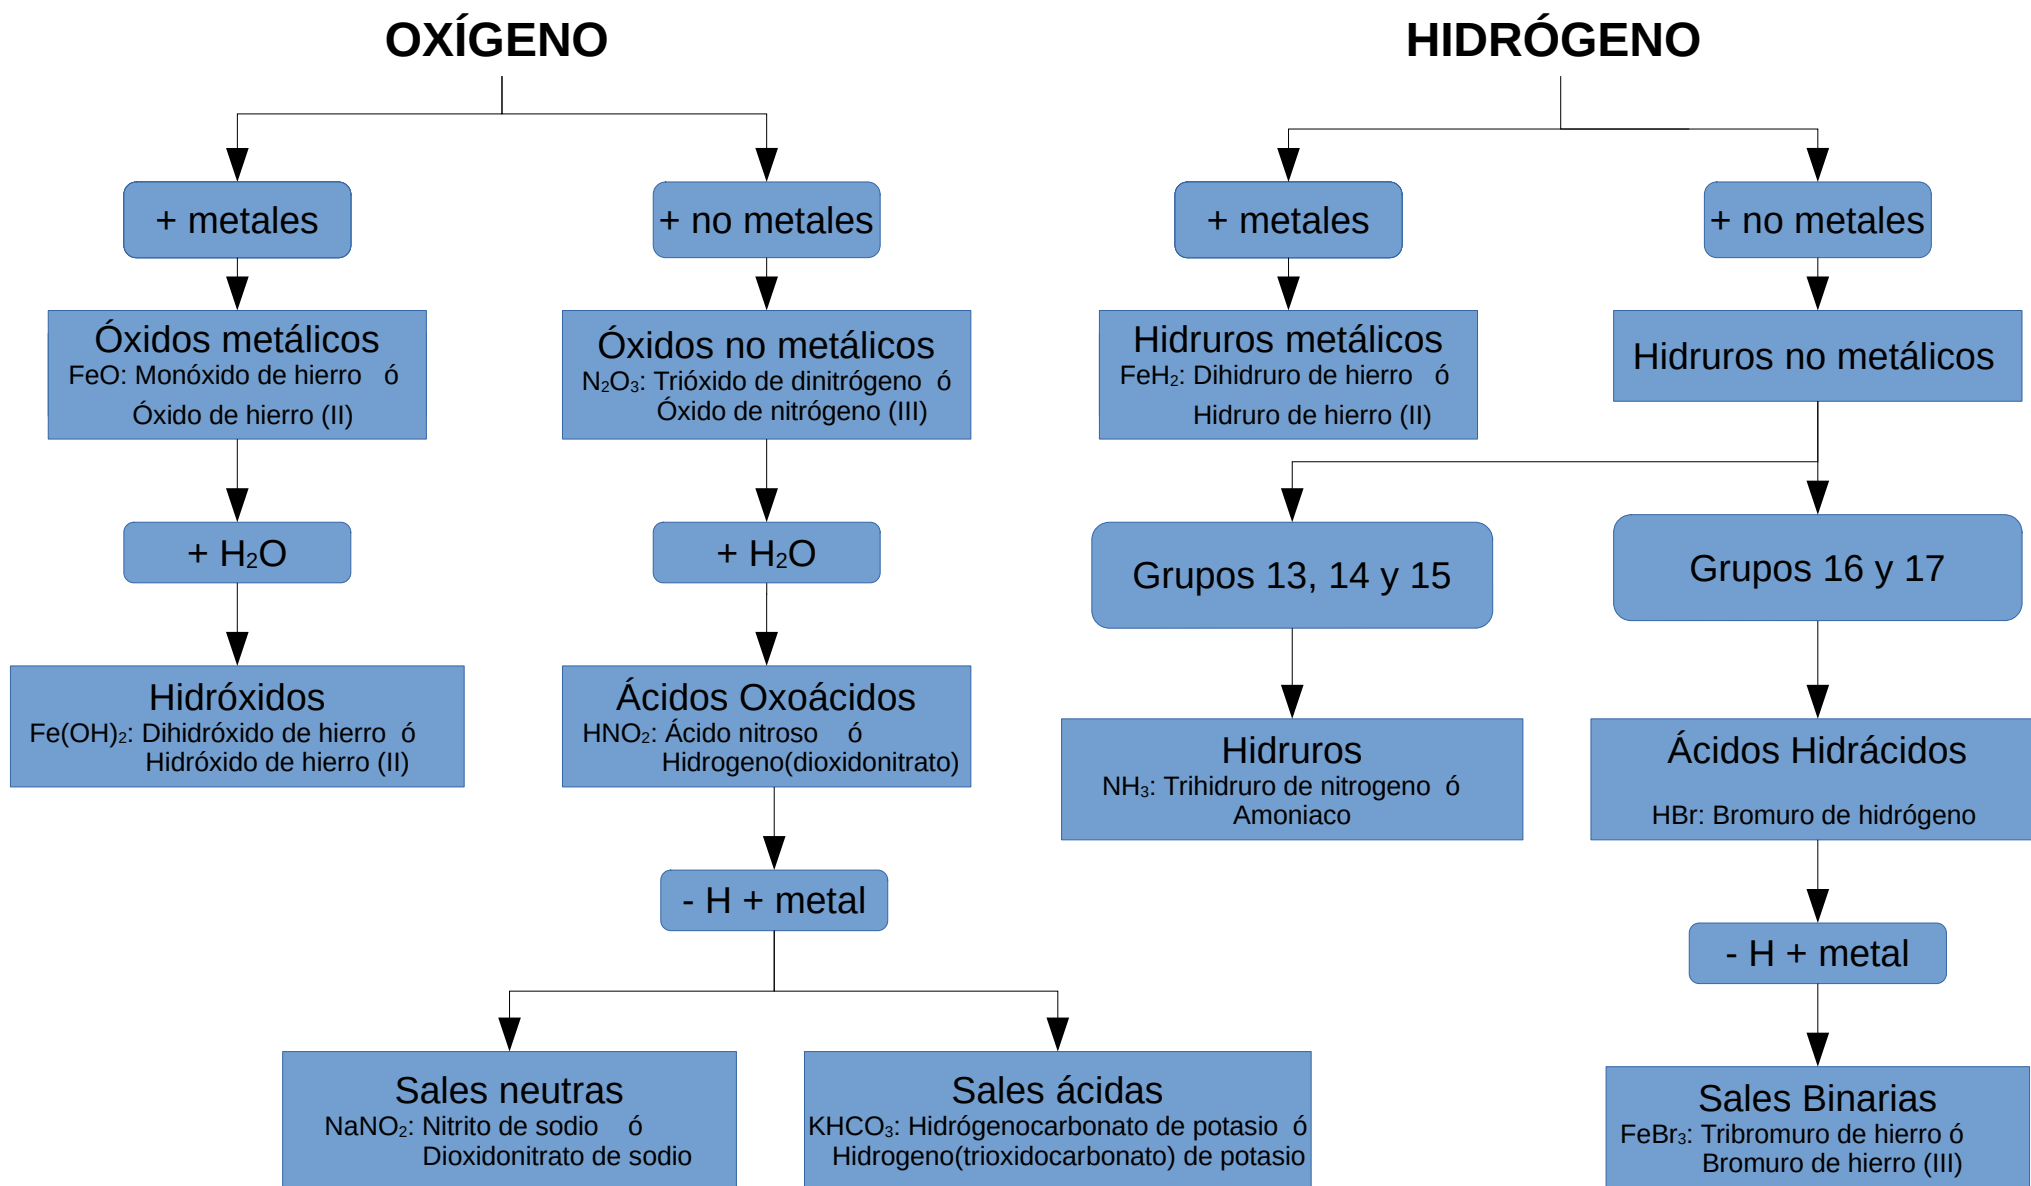 OXÍGENO
+ metales
+ no metales
Óxidos metálicos
FeO: Monóxido de hierro ó
Óxido de hierro (II)
Óxidos no metálicos
N₂O₃: Trióxido de dinitrógeno ó
Óxido de nitrógeno (III)
+ H₂O
+ H₂O
Hidróxidos
Fe(OH)₂: Dihidróxido de hierro ó
Hidróxido de hierro (II)
Ácidos Oxoácidos
HNO₂: Ácido nitroso ó
Hidrogeno(dioxidonitrato)
- H + metal
Sales neutras
NaNO₂: Nitrito de sodio ó
Dioxidonitrato de sodio
Sales ácidas
KHCO₃: Hidrógenocarbonato de potasio ó
Hidrogeno(trioxidocarbonato) de potasio
HIDRÓGENO
+ metales
+ no metales
Hidruros metálicos
FeH₂: Dihidruro de hierro ó
Hidruro de hierro (II)
Hidruros no metálicos
Grupos 13, 14 y 15
Grupos 16 y 17
Hidruros
NH₃: Trihidruro de nitrogeno ó
Amoniaco
Ácidos Hidrácidos
HBr: Bromuro de hidrógeno
- H + metal
Sales Binarias
FeBr₃: Tribromuro de hierro ó
Bromuro de hierro (III)